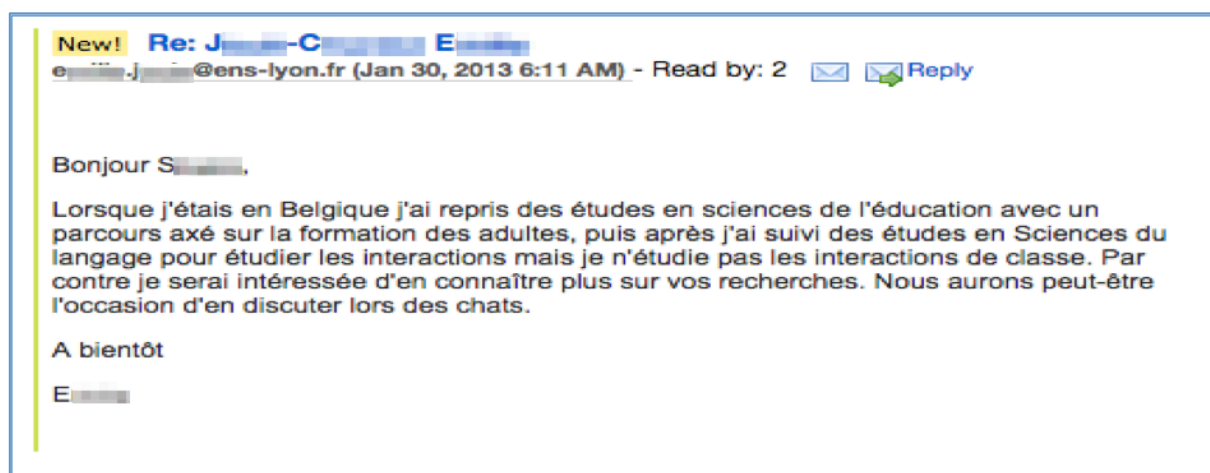 New! Re:
@ens-lyon.fr (Jan 30, 2013 6:11 AM) - Read by: 2 Reply
Bonjour
Lorsque j'étais en Belgique j'ai repris des études en sciences de l'éducation avec un
parcours axé sur la formation des adultes, puis après j'ai suivi des études en Sciences du
langage pour étudier les interactions mais je n'étudie pas les interactions de classe. Par
contre je serai intéressée d'en connaître plus sur vos recherches. Nous aurons peut-être
l'occasion d'en discuter lors des chats.
A bientôt